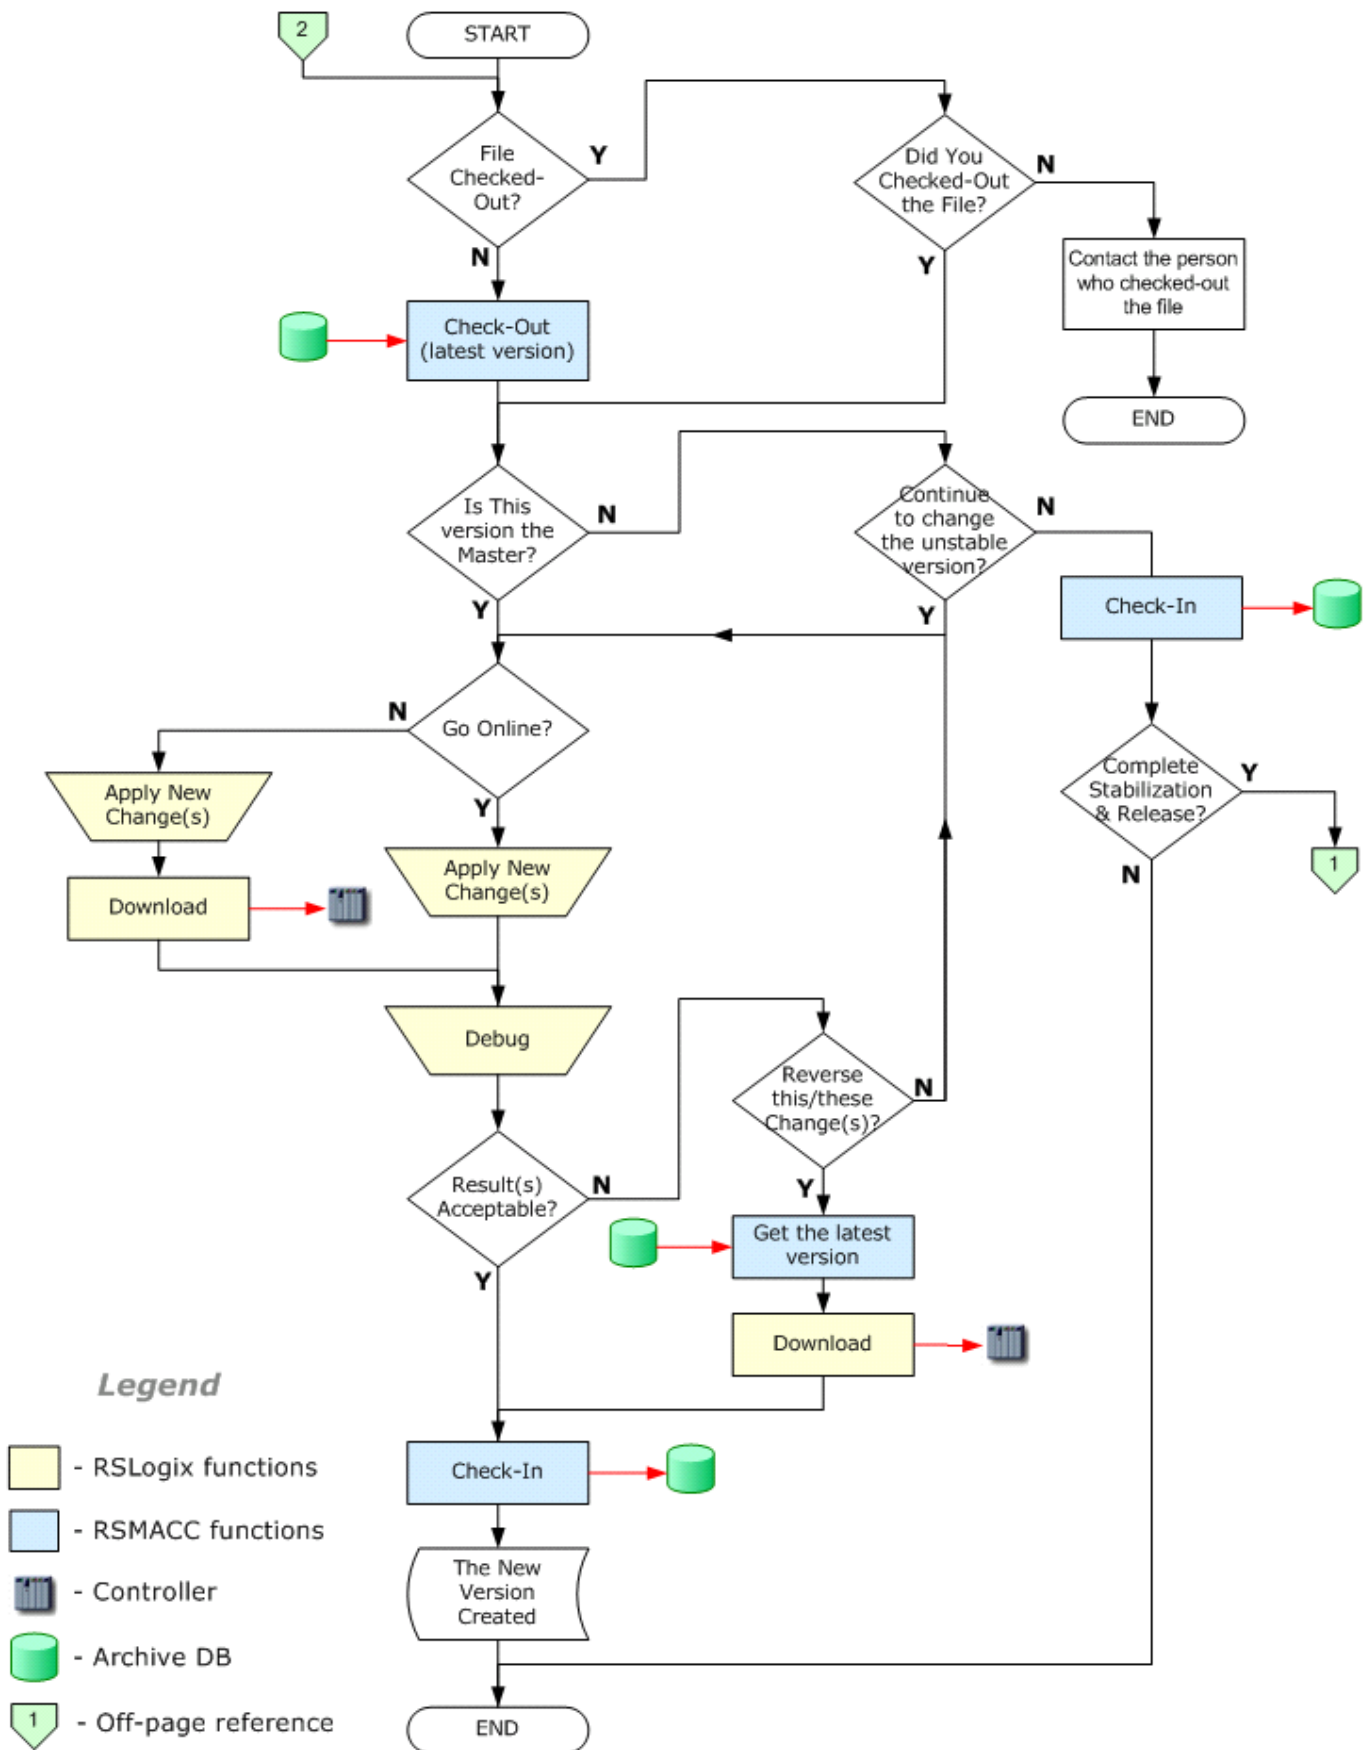 2
START
File
Checked-
Out?
Y
N
Did You
Checked-Out
the File?
N
Y
Contact the person
who checked-out
the file
END
Check-Out
(latest version)
Is This
version the
Master?
N
Y
Continue
to change
the unstable
version?
N
Y
Check-In
Go Online?
N
Y
Complete
Stabilization
& Release?
Y
N
1
Apply New
Change(s)
Download
Apply New
Change(s)
Debug
Reverse
this/these
Change(s)?
N
Y
Result(s)
Acceptable?
N
Y
Get the latest
version
Download
Check-In
The New
Version
Created
END
Legend
- RSLogix functions
- RSMACC functions
- Controller
- Archive DB
1
- Off-page reference